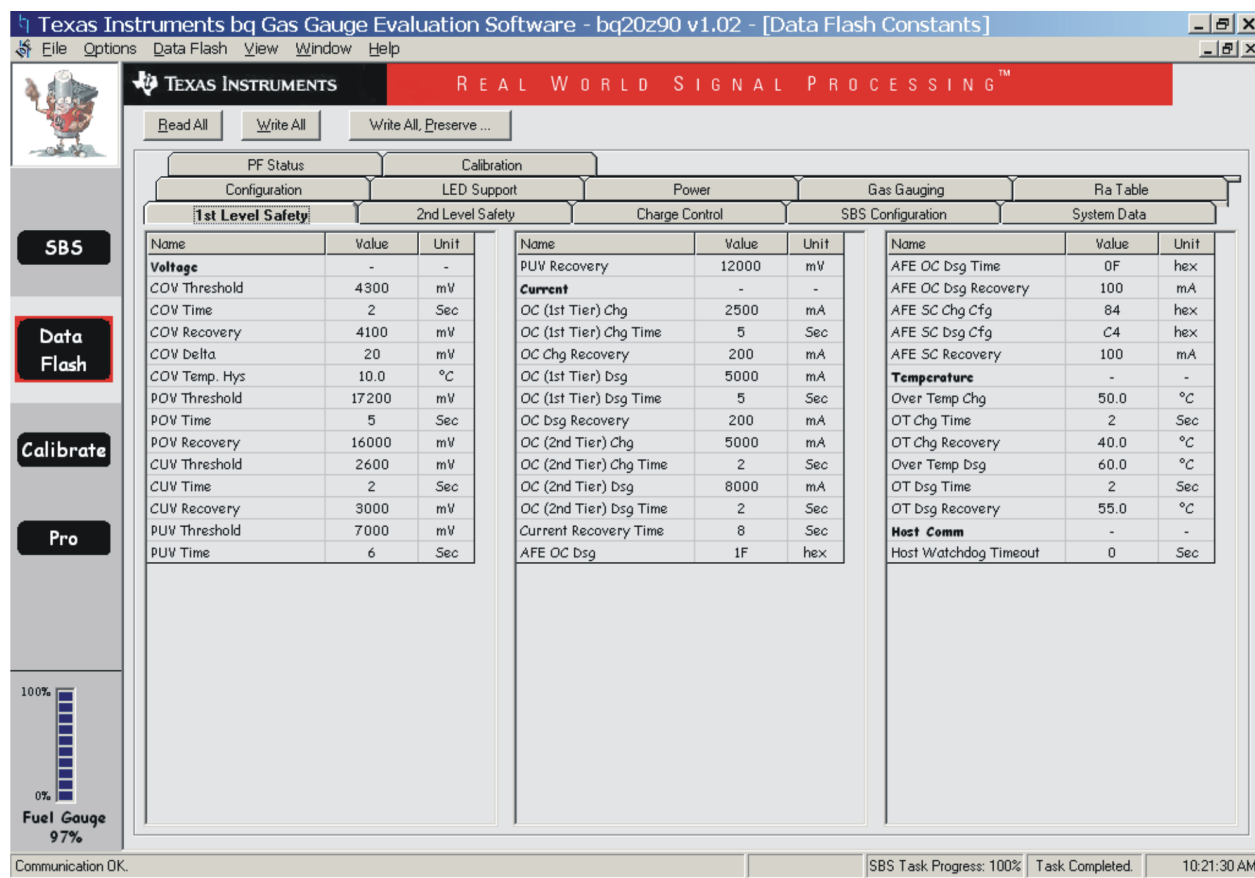 Texas Instruments bq Gas Gauge Evaluation Software - bq20z90 v1.02 - [Data Flash Constants]
File Options Data Flash View Window Help
TEXAS INSTRUMENTS REAL WORLD SIGNAL PROCESSING™
Read All Write All Write All, Preserve ...
PF Status Calibration
Configuration LED Support Power Gas Gauging Ra Table
1st Level Safety 2nd Level Safety Charge Control SBS Configuration System Data
SBS
Data
Flash
Calibrate
Pro
100%
0%
Fuel Gauge
97%
Name Value Unit
Voltage - -
COV Threshold 4300 mV
COV Time 2 Sec
COV Recovery 4100 mV
COV Delta 20 mV
COV Temp. Hys 10.0 °C
POV Threshold 17200 mV
POV Time 5 Sec
POV Recovery 16000 mV
CUV Threshold 2600 mV
CUV Time 2 Sec
CUV Recovery 3000 mV
PUV Threshold 7000 mV
PUV Time 6 Sec
Name Value Unit
PUV Recovery 12000 mV
Current - -
OC (1st Tier) Chg 2500 mA
OC (1st Tier) Chg Time 5 Sec
OC Chg Recovery 200 mA
OC (1st Tier) Dsg 5000 mA
OC (1st Tier) Dsg Time 5 Sec
OC Dsg Recovery 200 mA
OC (2nd Tier) Chg 5000 mA
OC (2nd Tier) Chg Time 2 Sec
OC (2nd Tier) Dsg 8000 mA
OC (2nd Tier) Dsg Time 2 Sec
Current Recovery Time 8 Sec
AFE OC Dsg 1F hex
Name Value Unit
AFE OC Dsg Time 0F hex
AFE OC Dsg Recovery 100 mA
AFE SC Chg Cfg 84 hex
AFE SC Dsg Cfg C4 hex
AFE SC Recovery 100 mA
Temperature - -
Over Temp Chg 50.0 °C
OT Chg Time 2 Sec
OT Chg Recovery 40.0 °C
Over Temp Dsg 60.0 °C
OT Dsg Time 2 Sec
OT Dsg Recovery 55.0 °C
Host Comm - -
Host Watchdog Timeout 0 Sec
Communication OK. SBS Task Progress: 100% Task Completed. 10:21:30 AM